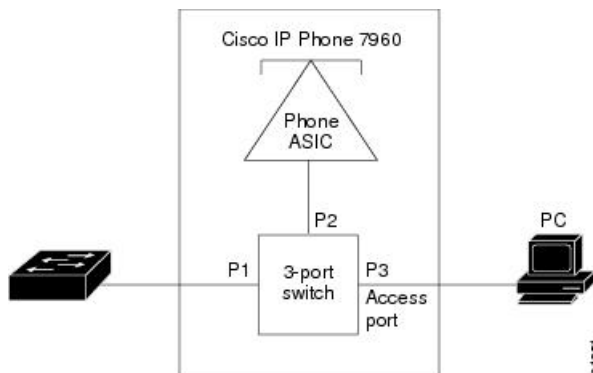 Cisco IP Phone 7960
Phone
ASIC
P2
PC
P1
3-port
switch
P3
Access
port